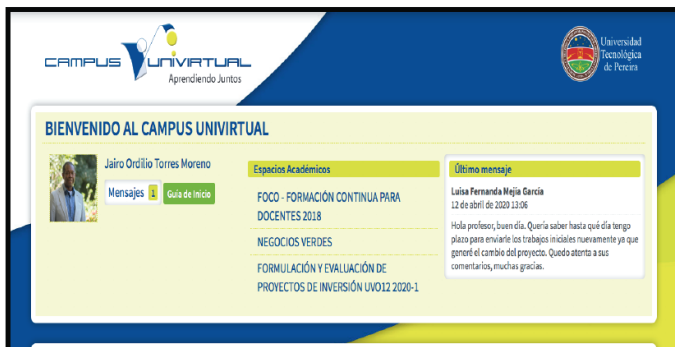 CAMPUS UNIVIRTUAL
Aprendiendo Juntos
Universidad
Tecnológica
de Pereira
BIENVENIDO AL CAMPUS UNIVIRTUAL
Jairo Ordilio Torres Moreno
Mensajes 1 Guia de Inicio
Espacios Académicos
FOCO - FORMACIÓN CONTINUA PARA
DOCENTES 2018
NEGOCIOS VERDES
FORMULACIÓN Y EVALUACIÓN DE
PROYECTOS DE INVERSIÓN UV012 2020-1
Último mensaje
Luisa Fernanda Mejía García
12 de abril de 2020 13:06
Hola profesor, buen día. Quería saber hasta qué día tengo
plazo para enviarle los trabajos iniciales nuevamente ya que
generé el cambio del proyecto. Quedo atenta a sus
comentarios, muchas gracias.